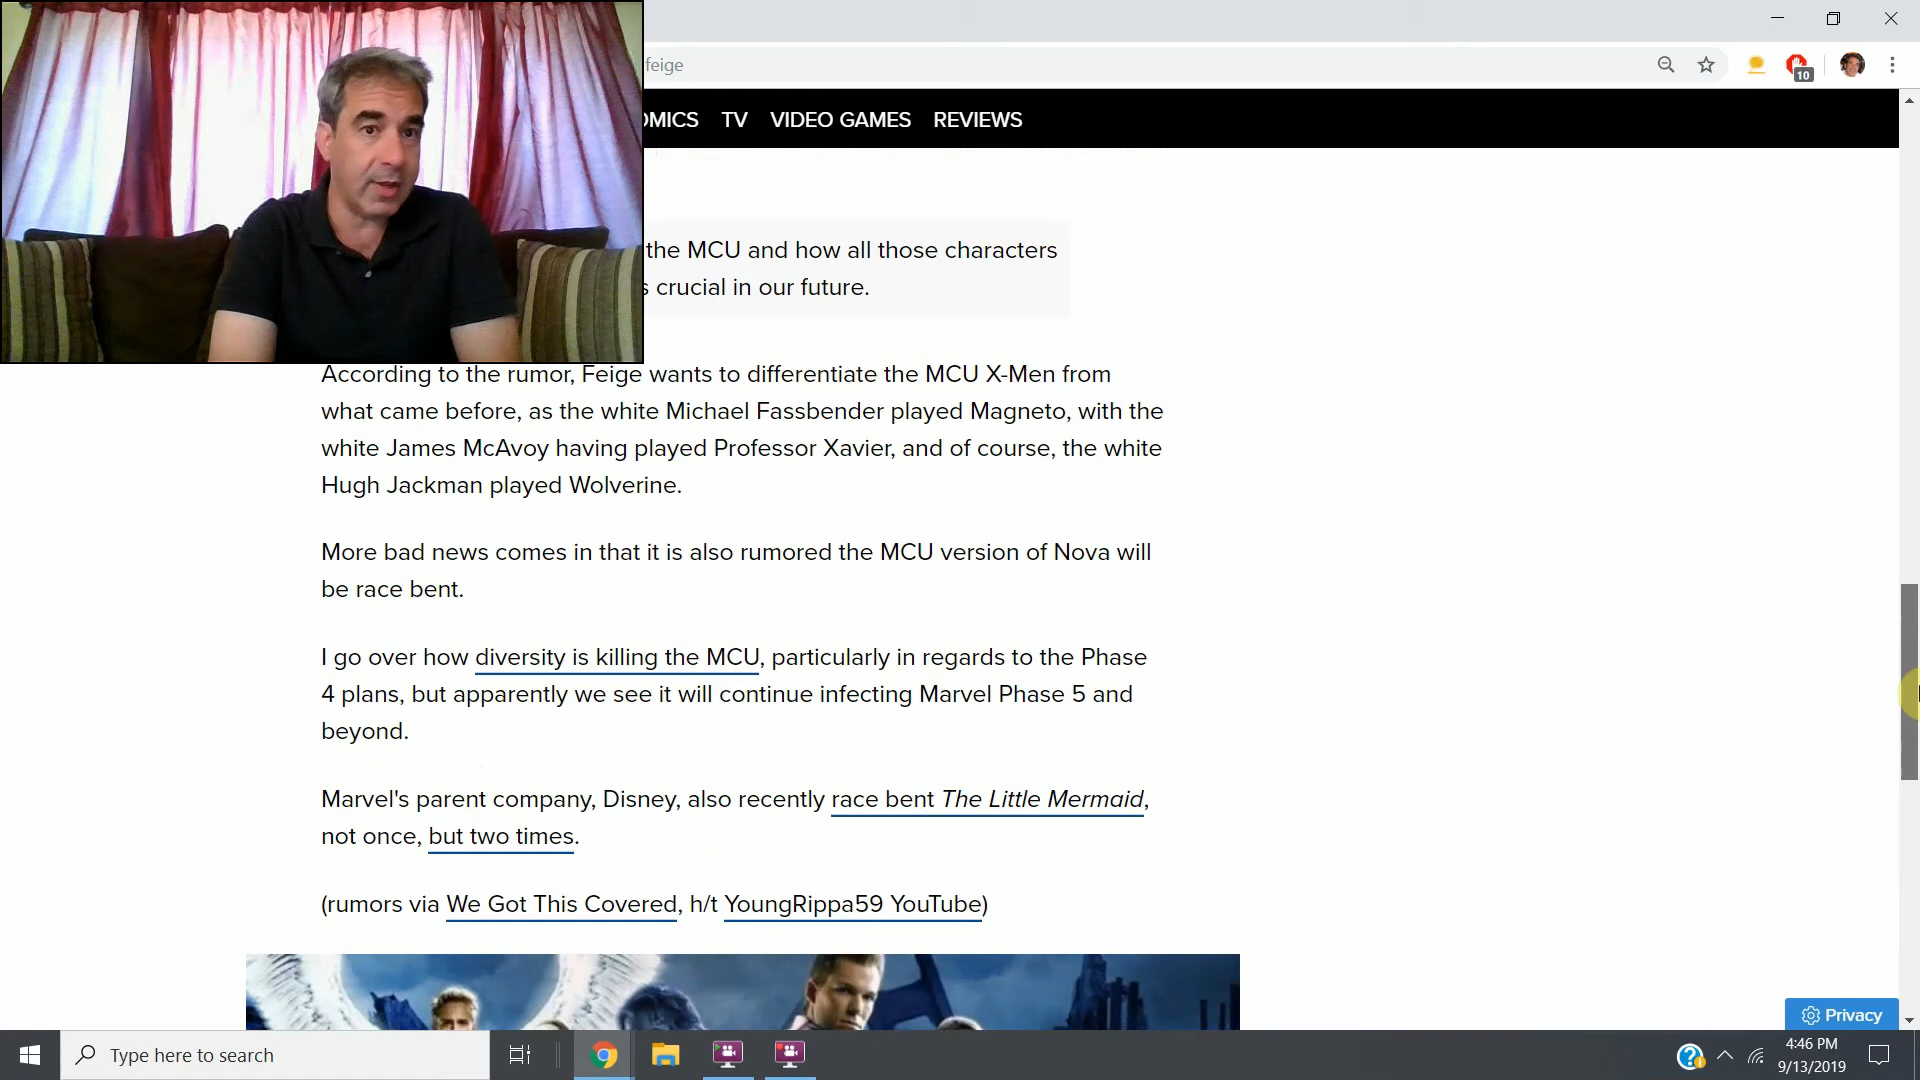 feige
10
OMICS TV VIDEO GAMES REVIEWS
the MCU and how all those characters
s crucial in our future.
According to the rumor, Feige wants to differentiate the MCU X-Men from
what came before, as the white Michael Fassbender played Magneto, with the
white James McAvoy having played Professor Xavier, and of course, the white
Hugh Jackman played Wolverine.
More bad news comes in that it is also rumored the MCU version of Nova will
be race bent.
I go over how diversity is killing the MCU, particularly in regards to the Phase
4 plans, but apparently we see it will continue infecting Marvel Phase 5 and
beyond.
Marvel's parent company, Disney, also recently race bent The Little Mermaid,
not once, but two times.
(rumors via We Got This Covered, h/t YoungRippa59 YouTube)
Privacy
Type here to search
4:46 PM
9/13/2019